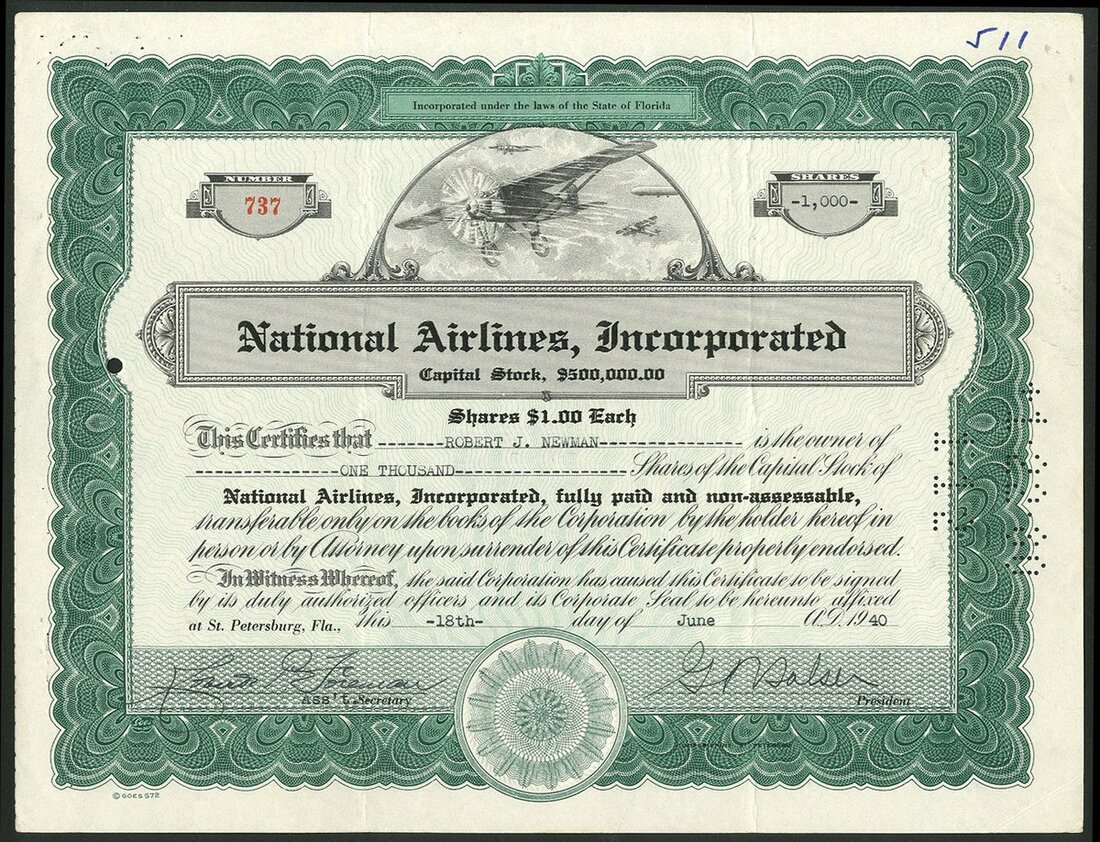 511
Incorporated under the laws of the State of Florida
NUMBER
737
SHARES
-1,000-
National Airlines, Incorporated
Capital Stock, $500,000.00
Shares $1.00 Each
This Certifies that -------ROBERT J. NEWMAN--------------- is the owner of
---------------ONE THOUSAND------------------ Shares of the Capital Stock of
National Airlines, Incorporated, fully paid and non-assessable,
transferable only on the books of the Corporation by the holder hereof in
person or by Attorney upon surrender of this Certificate properly endorsed.
In Witness Whereof, the said Corporation has caused this Certificate to be signed
by its duly authorized officers and its Corporate Seal to be hereunto affixed
at St. Petersburg, Fla., this -18th- day of June A.D. 1940
Ass't. Secretary
President
© GOES 572